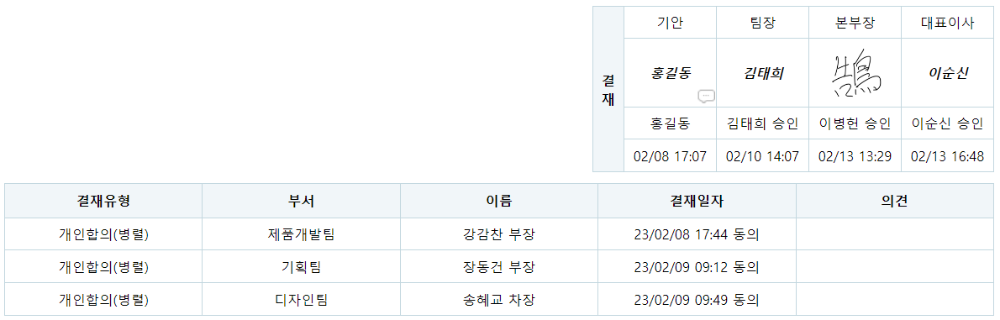 결재
기안 팀장 본부장 대표이사
홍길동 김태희 鵠 이순신
홍길동 김태희 승인 이병헌 승인 이순신 승인
02/08 17:07 02/10 14:07 02/13 13:29 02/13 16:48
결재유형 부서 이름 결재일자 의견
개인합의(병렬) 제품개발팀 강감찬 부장 23/02/08 17:44 동의
개인합의(병렬) 기획팀 장동건 부장 23/02/09 09:12 동의
개인합의(병렬) 디자인팀 송혜교 차장 23/02/09 09:49 동의